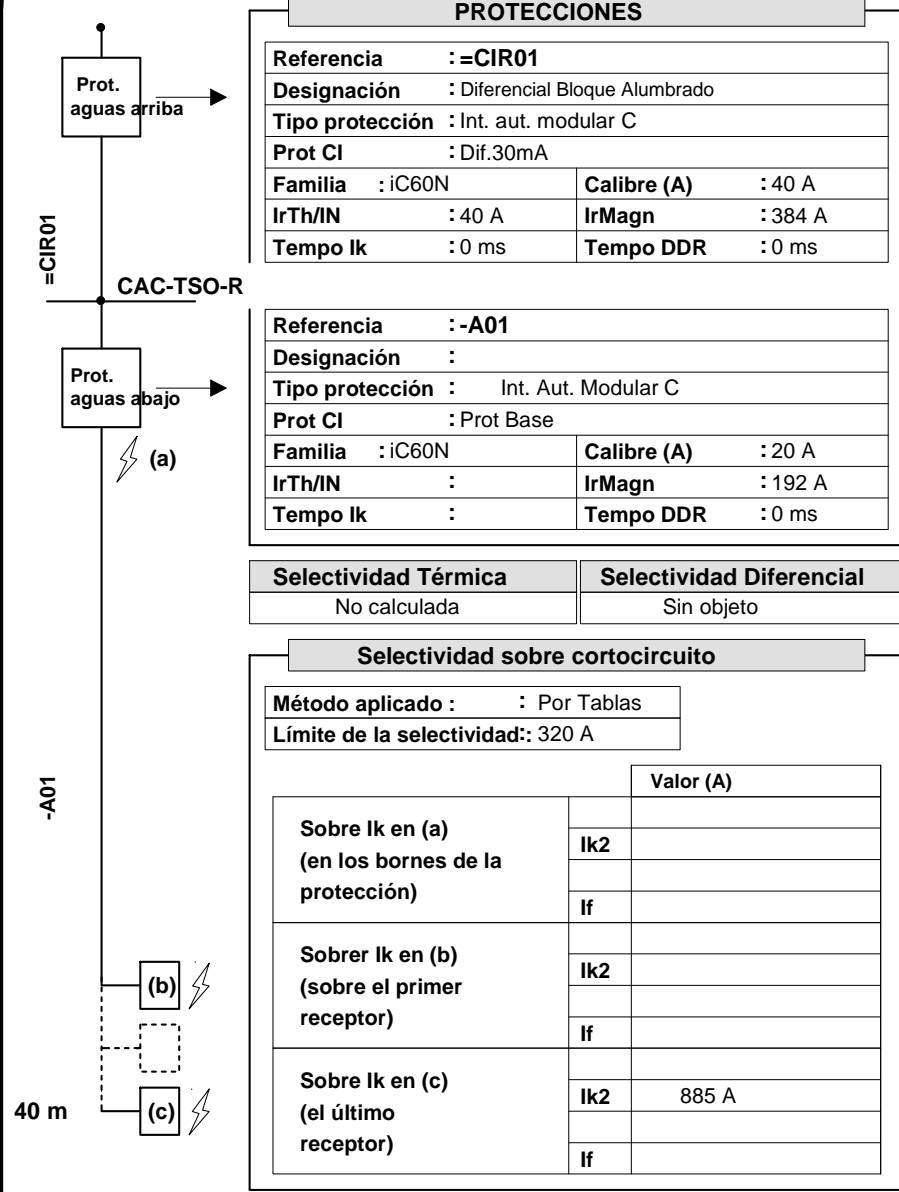 PROTECCIONES
Prot.
aguas arriba
Referencia : =CIR01
Designación : Diferencial Bloque Alumbrado
Tipo protección : Int. aut. modular C
Prot CI : Dif.30mA
Familia : iC60N Calibre (A) : 40 A
IrTh/IN : 40 A IrMagn : 384 A
Tempo Ik : 0 ms Tempo DDR : 0 ms
=CIR01
CAC-TSO-R
Prot.
aguas abajo
(a)
Referencia : -A01
Designación :
Tipo protección : Int. Aut. Modular C
Prot CI : Prot Base
Familia : iC60N Calibre (A) : 20 A
IrTh/IN : IrMagn : 192 A
Tempo Ik : Tempo DDR : 0 ms
Selectividad Térmica Selectividad Diferencial
No calculada Sin objeto
Selectividad sobre cortocircuito
Método aplicado : : Por Tablas
Límite de la selectividad:: 320 A
-A01
Valor (A)
Sobre Ik en (a)
(en los bornes de la
protección)
Ik2
If
(b)
Sobrer Ik en (b)
(sobre el primer
receptor)
Ik2
If
40 m
(c)
Sobre Ik en (c)
(el último
receptor)
Ik2 885 A
If